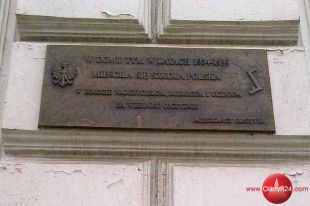 W DOMU TYM W LATACH 1934-1939
MIEŚCIŁA SIĘ SZKOŁA POLSKA
W HOŁDZIE NAUCZYCIELOM, RODZICOM I UCZNIOM
ZA WIERNOŚĆ OJCZYŹNIE
MIESZKAŃCY
www.Olsztyn24.com